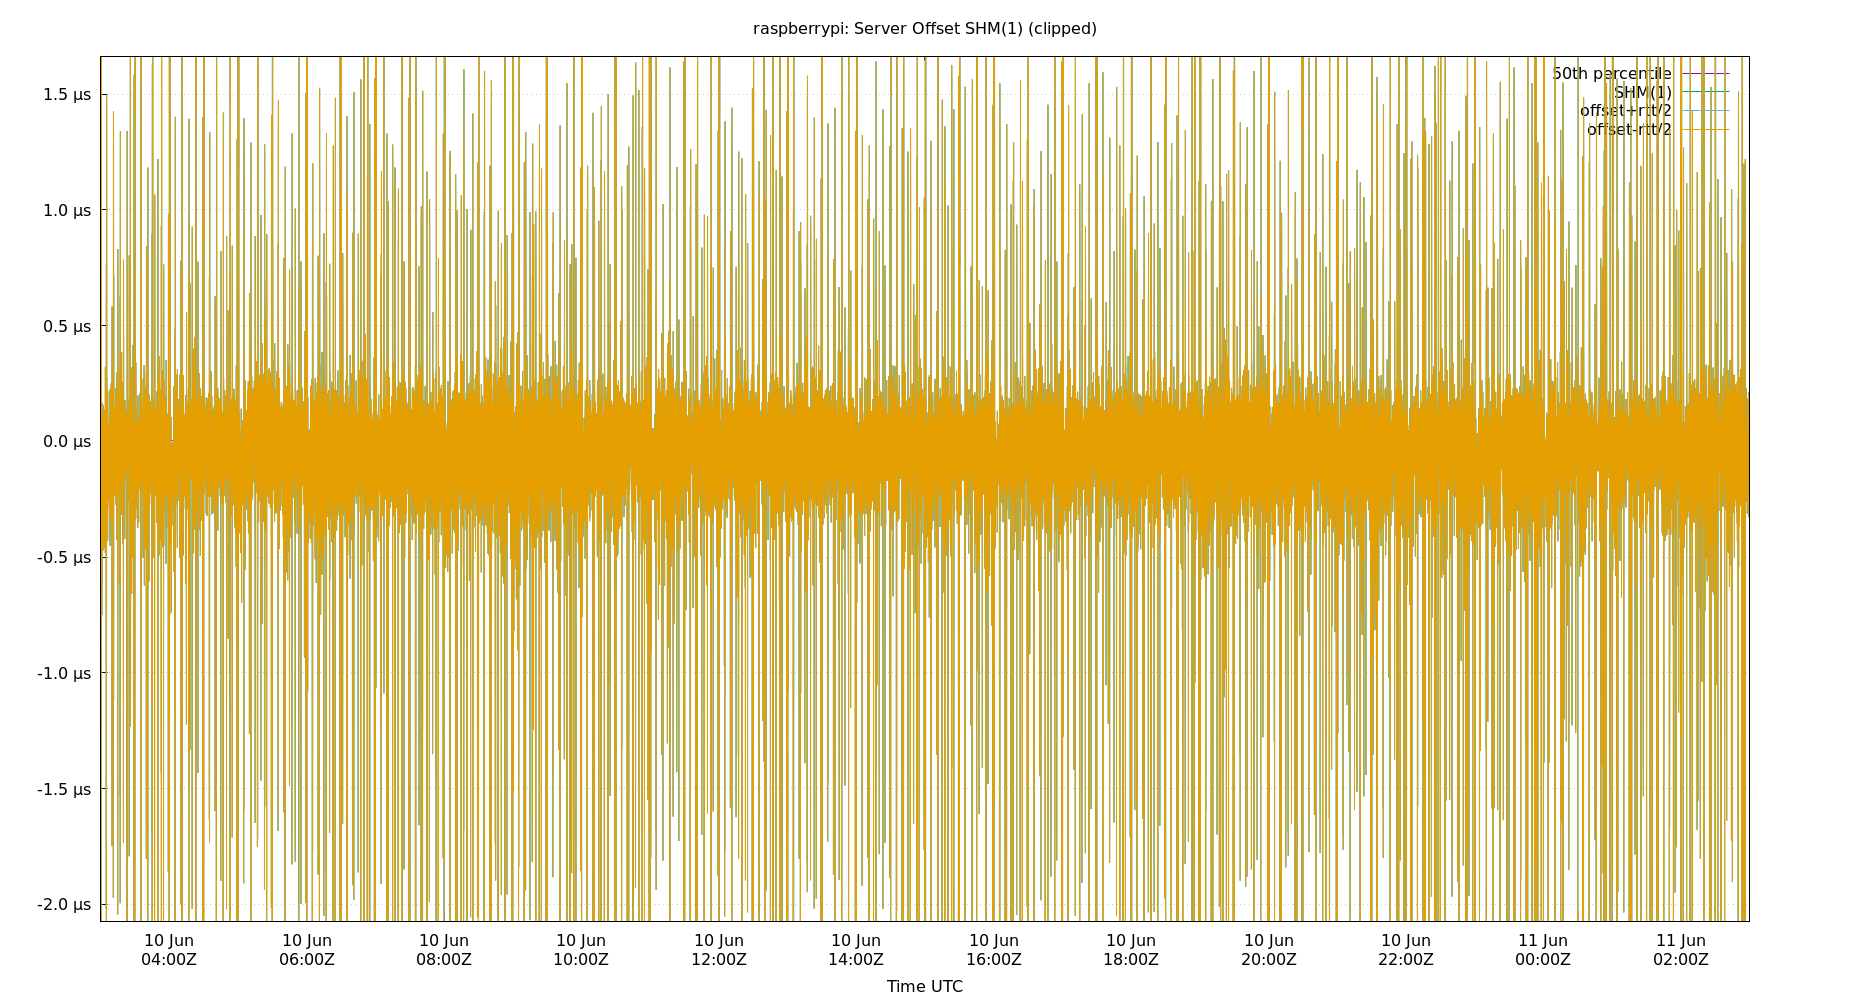 raspberrypi: Server Offset SHM(1) (clipped)
50th percentile
SHM(1)
offset+rtt/2
offset-rtt/2
1.5 µs
1.0 µs
0.5 µs
0.0 µs
-0.5 µs
-1.0 µs
-1.5 µs
-2.0 µs
10 Jun 10 Jun 10 Jun 10 Jun 10 Jun 10 Jun 10 Jun 10 Jun 10 Jun 10 Jun 11 Jun 11 Jun
04:00Z 06:00Z 08:00Z 10:00Z 12:00Z 14:00Z 16:00Z 18:00Z 20:00Z 22:00Z 00:00Z 02:00Z
Time UTC